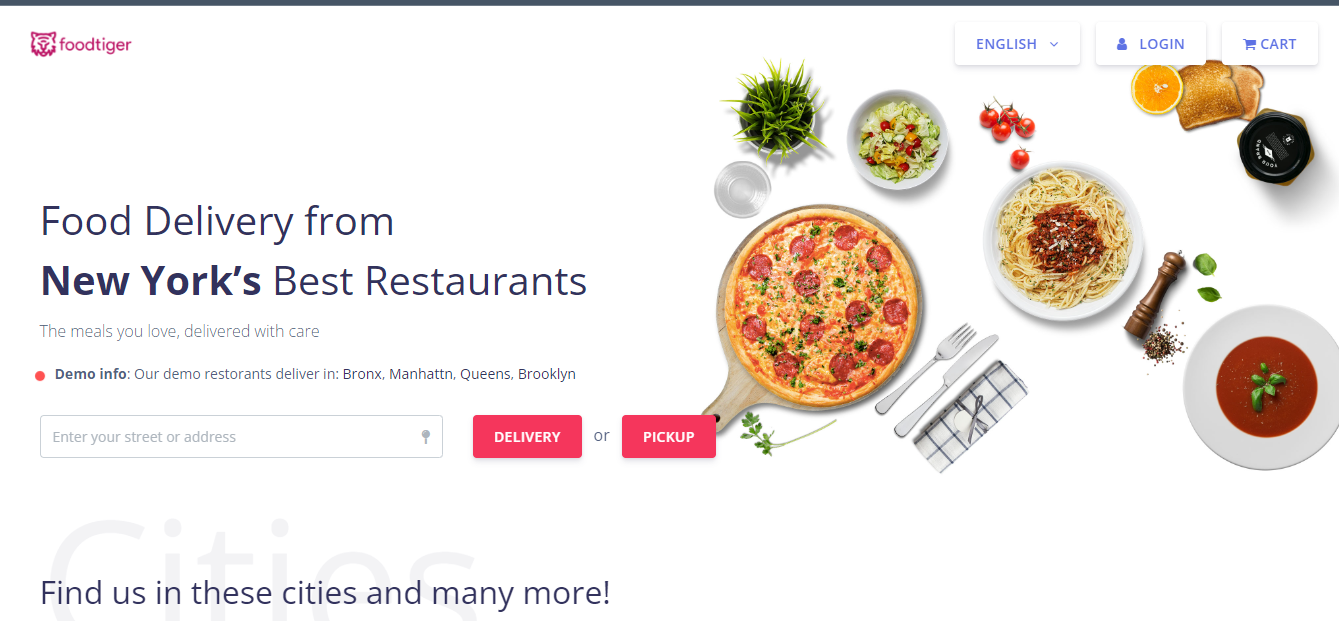 foodtiger
ENGLISH
LOGIN
CART
Food Delivery from
New York’s Best Restaurants
The meals you love, delivered with care
Demo info: Our demo restorants deliver in: Bronx, Manhattn, Queens, Brooklyn
Enter your street or address
DELIVERY or PICKUP
Cities
Find us in these cities and many more!